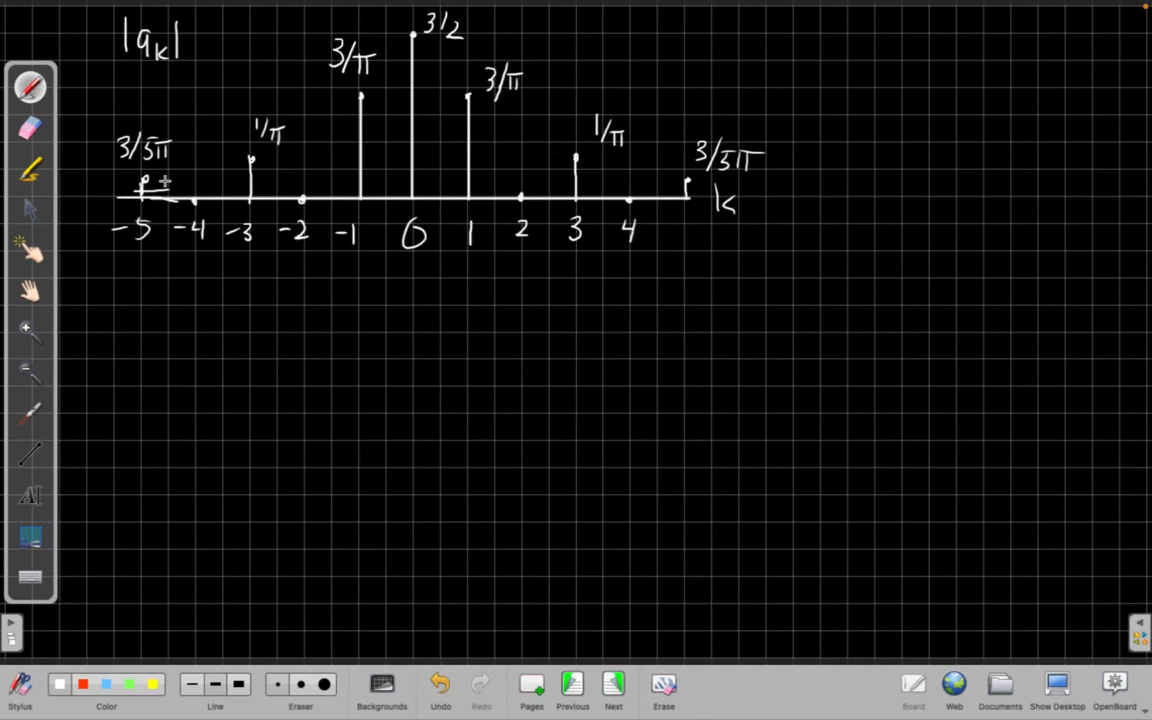 |a_k|
3/2
3/π
3/π
1/π
1/π
3/5π
3/5π
k
-5 -4 -3 -2 -1 0 1 2 3 4
AI
Stylus Color Line Eraser Backgrounds Undo Redo Pages Previous Next Erase Board Web Documents Show Desktop OpenBoard